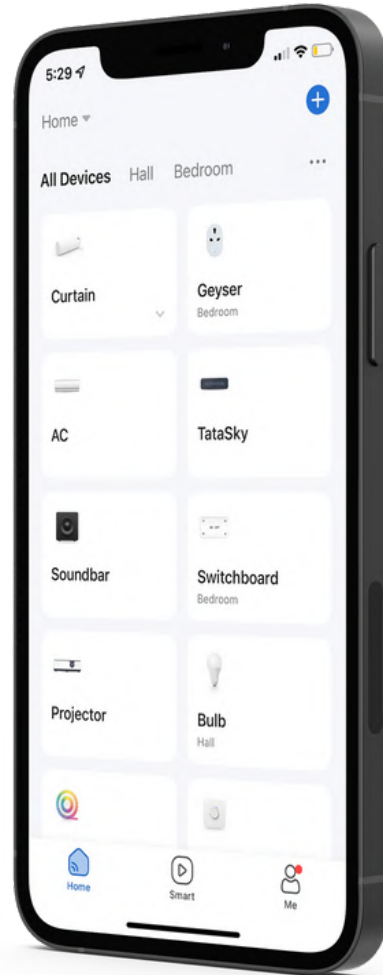 5:29
Home
All Devices Hall Bedroom
Curtain
Geyser
Bedroom
AC
TataSky
Soundbar
Switchboard
Bedroom
Projector
Bulb
Hall
Home
Smart
Me